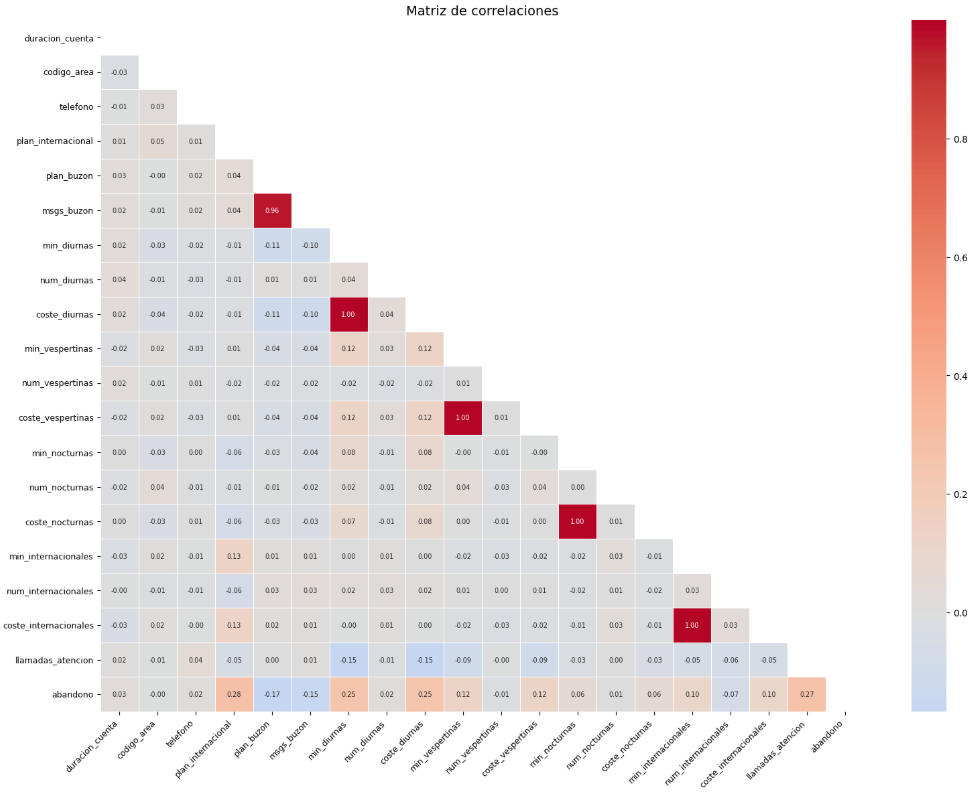 Matriz de correlaciones
duracion_cuenta
codigo_area -0.03
telefono -0.01 0.03
plan_internacional 0.01 0.05 0.01
plan_buzon 0.03 -0.00 0.02 0.04
msgs_buzon 0.02 -0.01 0.02 0.04 0.96
min_diurnas 0.02 -0.03 -0.02 -0.01 -0.11 -0.10
num_diurnas 0.04 -0.01 -0.03 -0.01 0.01 0.01 0.04
coste_diurnas 0.02 -0.04 -0.02 -0.01 -0.11 -0.10 1.00 0.04
min_vespertinas -0.02 0.02 -0.03 0.01 -0.04 -0.04 0.12 0.03 0.12
num_vespertinas 0.02 -0.01 0.01 -0.02 -0.02 -0.02 -0.02 -0.02 -0.02 0.01
coste_vespertinas -0.02 0.02 -0.03 0.01 -0.04 -0.04 0.12 0.03 0.12 1.00 0.01
min_nocturnas 0.00 -0.03 0.00 -0.06 -0.03 -0.04 0.08 -0.01 0.08 -0.00 -0.01 -0.00
num_nocturnas -0.02 0.04 -0.01 -0.01 -0.01 -0.02 0.02 -0.01 0.02 0.04 -0.03 0.04 0.00
coste_nocturnas 0.00 -0.03 0.01 -0.06 -0.03 -0.03 0.07 -0.01 0.08 0.00 -0.01 0.00 1.00 0.01
min_internacionales -0.03 0.02 -0.01 0.13 0.01 0.01 0.00 0.01 0.00 -0.02 -0.03 -0.02 -0.02 0.03 -0.01
num_internacionales -0.00 -0.01 -0.01 -0.06 0.03 0.03 0.02 0.03 0.02 0.01 0.00 0.01 -0.02 0.01 -0.02 0.03
coste_internacionales -0.03 0.02 -0.00 0.13 0.02 0.01 -0.00 0.01 0.00 -0.02 -0.03 -0.02 -0.01 0.03 -0.01 1.00 0.03
llamadas_atencion 0.02 -0.01 0.04 -0.05 0.00 0.01 -0.15 -0.01 -0.15 -0.09 -0.00 -0.09 -0.03 0.00 -0.03 -0.05 -0.06 -0.05
abandono 0.03 -0.00 0.02 0.28 -0.17 -0.15 0.25 0.02 0.25 0.12 -0.01 0.12 0.06 0.01 0.06 0.10 -0.07 0.10 0.27
duracion_cuenta
codigo_area
telefono
plan_internacional
plan_buzon
msgs_buzon
min_diurnas
num_diurnas
coste_diurnas
min_vespertinas
num_vespertinas
coste_vespertinas
min_nocturnas
num_nocturnas
coste_nocturnas
min_internacionales
num_internacionales
coste_internacionales
llamadas_atencion
abandono
0.8
0.6
0.4
0.2
0.0